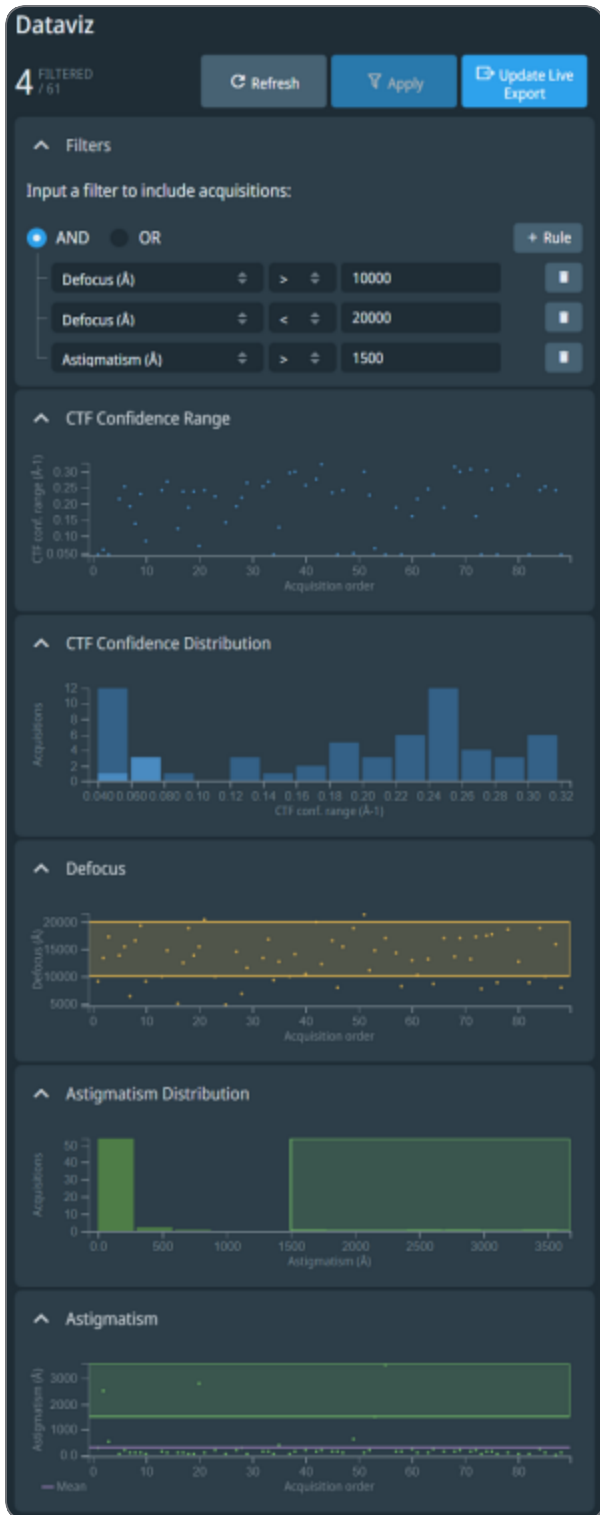 Dataviz
4 FILTERED
/ 61
Refresh
Apply
Update Live
Export
Filters
Input a filter to include acquisitions:
AND OR
+ Rule
Defocus (Å) > 10000
Defocus (Å) < 20000
Astigmatism (Å) > 1500
CTF Confidence Range
CTF conf. range (Å-1)
0.30
0.25
0.20
0.15
0.10
0.050
0 10 20 30 40 50 60 70 80
Acquisition order
CTF Confidence Distribution
Acquisitions
12
10
8
6
4
2
0
0.040 0.060 0.080 0.10 0.12 0.14 0.16 0.18 0.20 0.22 0.24 0.26 0.28 0.30 0.32
CTF conf. range (Å-1)
Defocus
Defocus (Å)
20000
15000
10000
5000
0 10 20 30 40 50 60 70 80
Acquisition order
Astigmatism Distribution
Acquisitions
50
40
30
20
10
0
0.0 500 1000 1500 2000 2500 3000 3500
Astigmatism (Å)
Astigmatism
Astigmatism (Å)
3000
2000
1000
0.0
0 10 20 30 40 50 60 70 80
Mean
Acquisition order